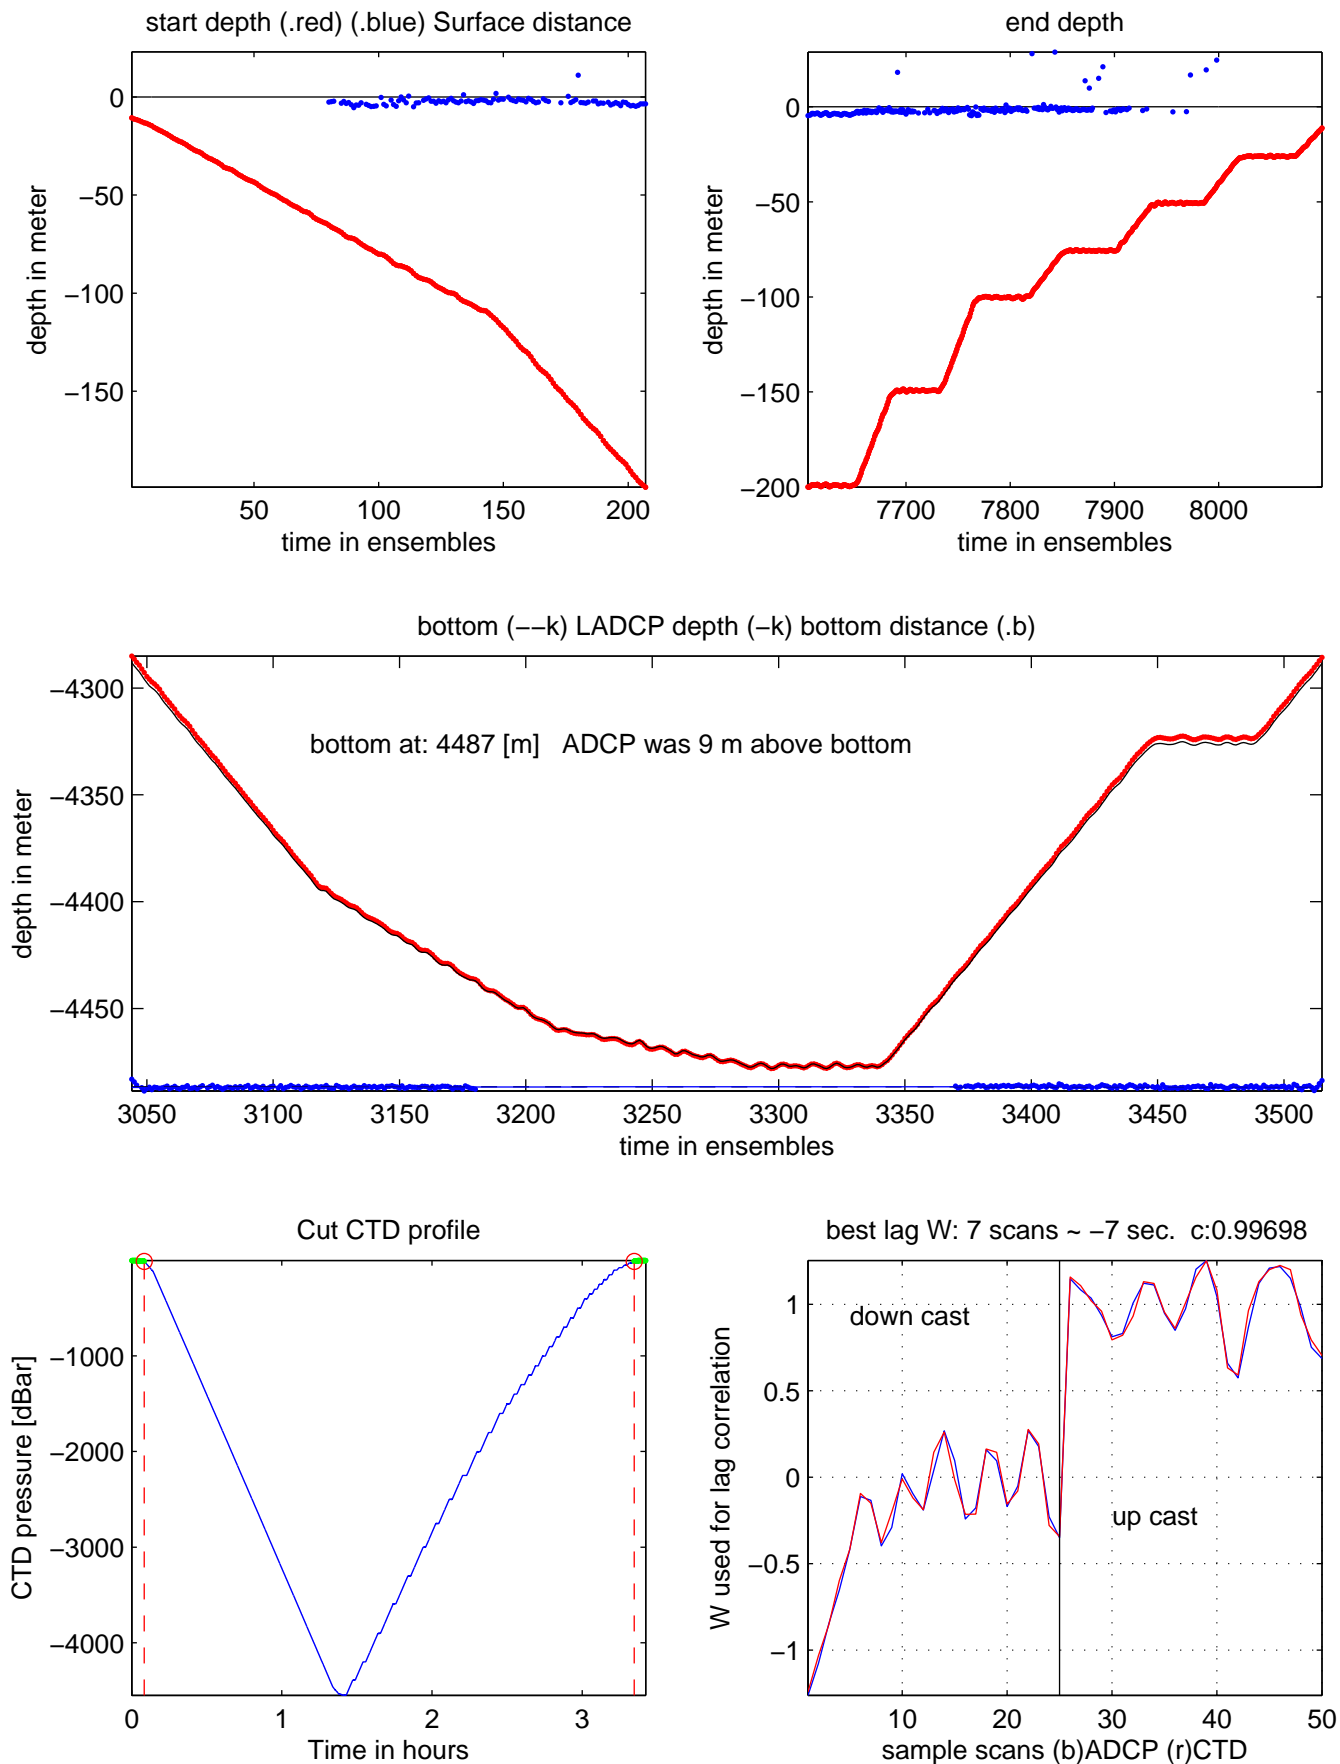 start depth (.red) (.blue) Surface distance
0
−50
−100
−150
depth in meter
50
100
150
200
time in ensembles
end depth
0
−50
−100
−150
−200
depth in meter
7700
7800
7900
8000
time in ensembles
bottom (−−k) LADCP depth (−k) bottom distance (.b)
−4300
−4350
−4400
−4450
depth in meter
bottom at: 4487 [m]   ADCP was 9 m above bottom
3050
3100
3150
3200
3250
3300
3350
3400
3450
3500
time in ensembles
Cut CTD profile
−1000
−2000
−3000
−4000
CTD pressure [dBar]
0
1
2
3
Time in hours
best lag W: 7 scans ~ −7 sec.  c:0.99698
1
0.5
0
−0.5
−1
W used for lag correlation
down cast
up cast
10
20
30
40
50
sample scans (b)ADCP (r)CTD